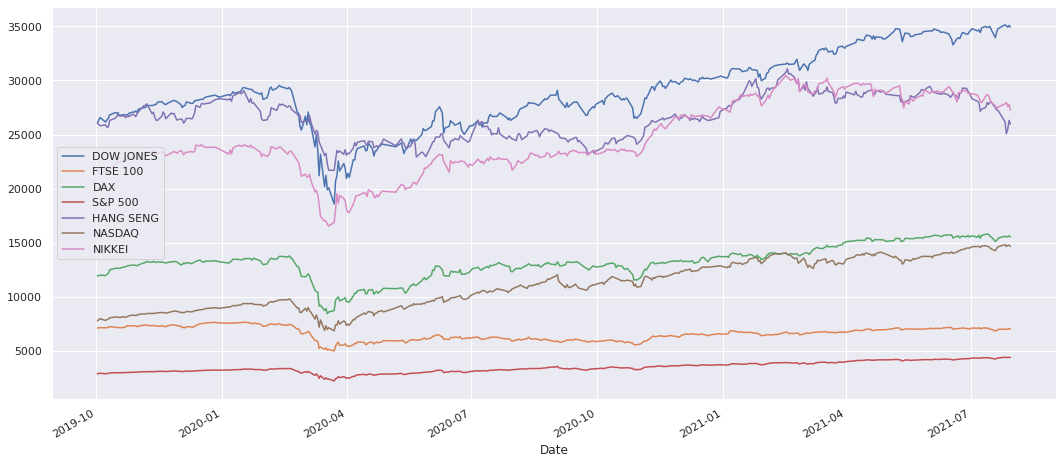 35000
30000
25000
20000
15000
10000
5000
DOW JONES
FTSE 100
DAX
S&P 500
HANG SENG
NASDAQ
NIKKEI
2019-10
2020-01
2020-04
2020-07
2020-10
2021-01
2021-04
2021-07
Date